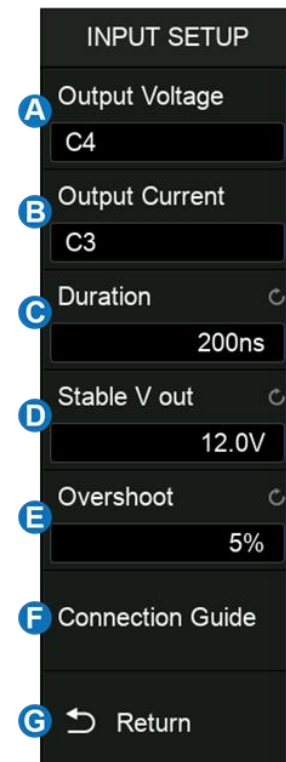 INPUT SETUP
A Output Voltage
C4
B Output Current
C3
C Duration
200ns
D Stable V out
12.0V
E Overshoot
5%
F Connection Guide
G Return